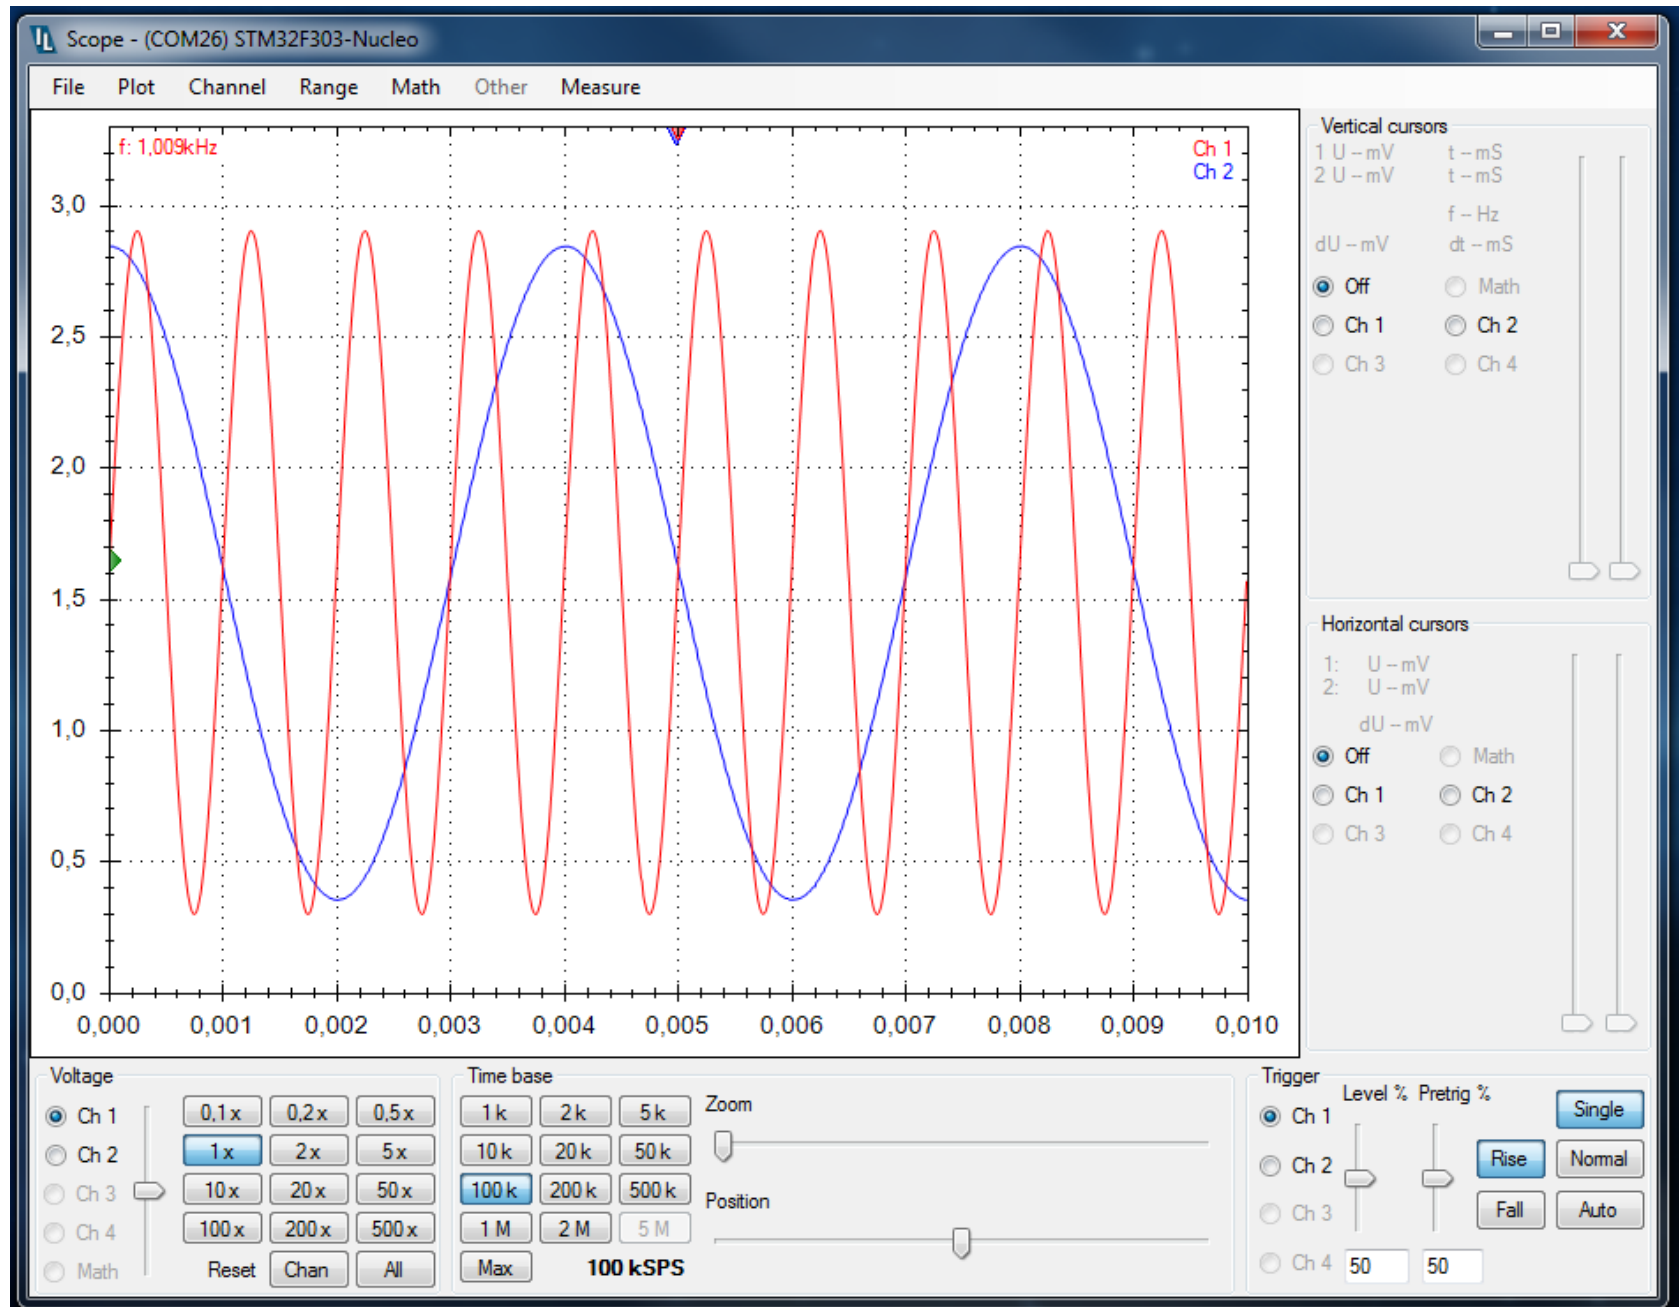 Scope - (COM26) STM32F303-Nucleo
File Plot Channel Range Math Other Measure
f: 1,009kHz
Ch 1
Ch 2
3,0
2,5
2,0
1,5
1,0
0,5
0,0
0,000 0,001 0,002 0,003 0,004 0,005 0,006 0,007 0,008 0,009 0,010
Vertical cursors
1 U -- mV t -- mS
2 U -- mV t -- mS
f -- Hz
dU -- mV dt -- mS
Off Math
Ch 1 Ch 2
Ch 3 Ch 4
Horizontal cursors
1: U -- mV
2: U -- mV
dU -- mV
Off Math
Ch 1 Ch 2
Ch 3 Ch 4
Voltage
Ch 1 0,1 x 0,2 x 0,5 x
Ch 2 1 x 2 x 5 x
Ch 3 10 x 20 x 50 x
Ch 4 100 x 200 x 500 x
Math Reset Chan All
Time base
1 k 2 k 5 k
10 k 20 k 50 k
100 k 200 k 500 k
1 M 2 M 5 M
Max 100 kSPS
Zoom
Position
Trigger
Level % Pretrig %
Ch 1 Single
Ch 2 Rise Normal
Ch 3 Fall Auto
Ch 4 50 50